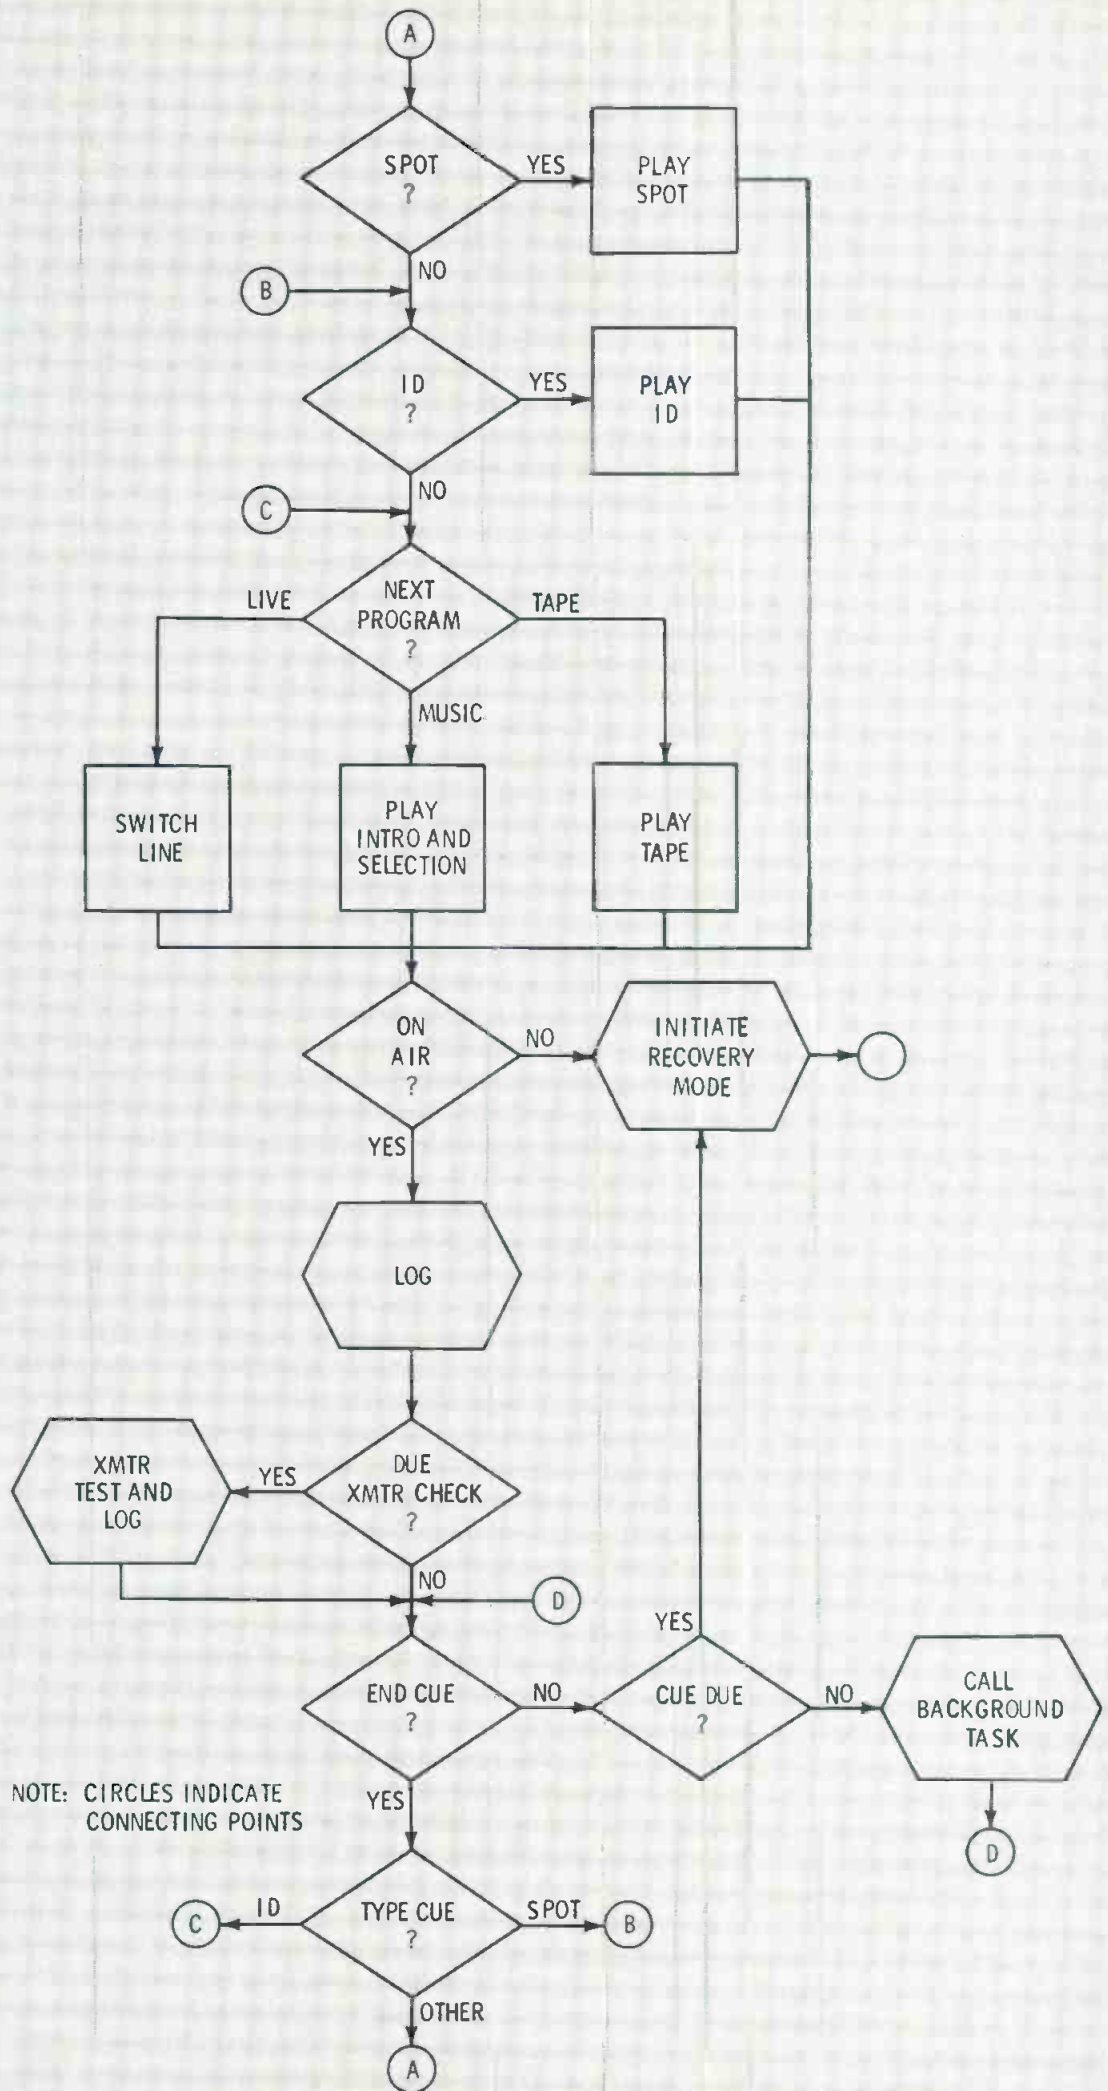 A
SPOT
?
YES
PLAY
SPOT
NO
B
ID
?
YES
PLAY
ID
NO
C
LIVE
NEXT
PROGRAM
?
TAPE
MUSIC
SWITCH
LINE
PLAY
INTRO AND
SELECTION
PLAY
TAPE
ON
AIR
?
NO
INITIATE
RECOVERY
MODE
YES
LOG
XMTR
TEST AND
LOG
YES
DUE
XMTR CHECK
?
NO
D
YES
END CUE
?
NO
CUE DUE
?
NO
CALL
BACKGROUND
TASK
NOTE: CIRCLES INDICATE
CONNECTING POINTS
YES
D
C
ID
TYPE CUE
?
SPOT
B
OTHER
A